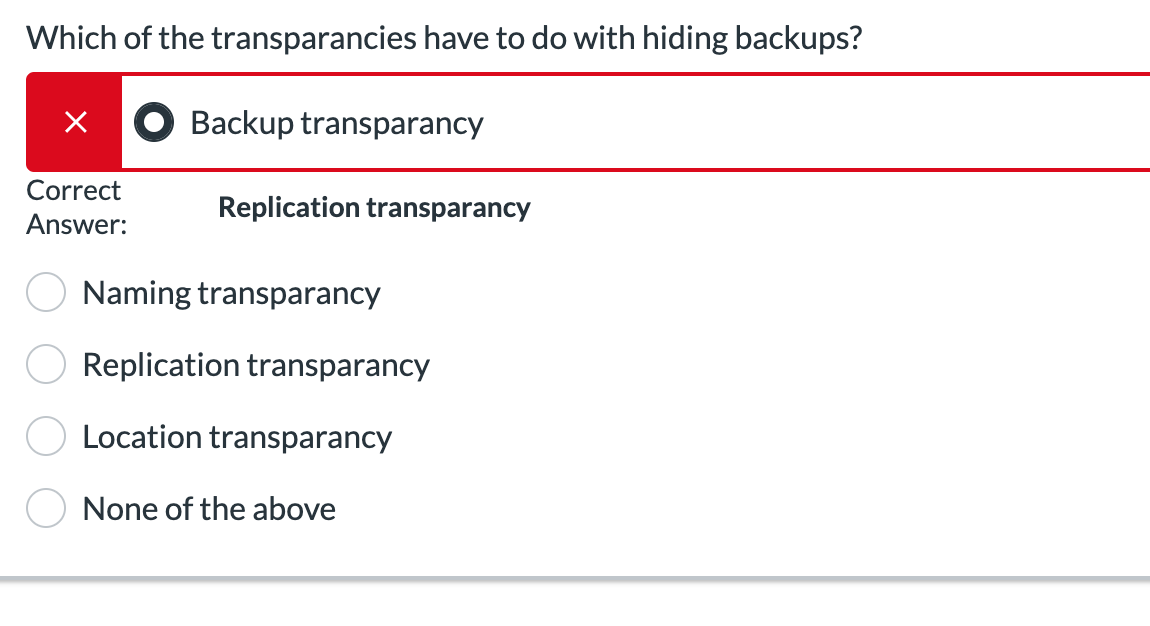 Which of the transparancies have to do with hiding backups?
Backup transparancy
Correct
Answer:
Replication transparancy
Naming transparancy
Replication transparancy
Location transparancy
None of the above